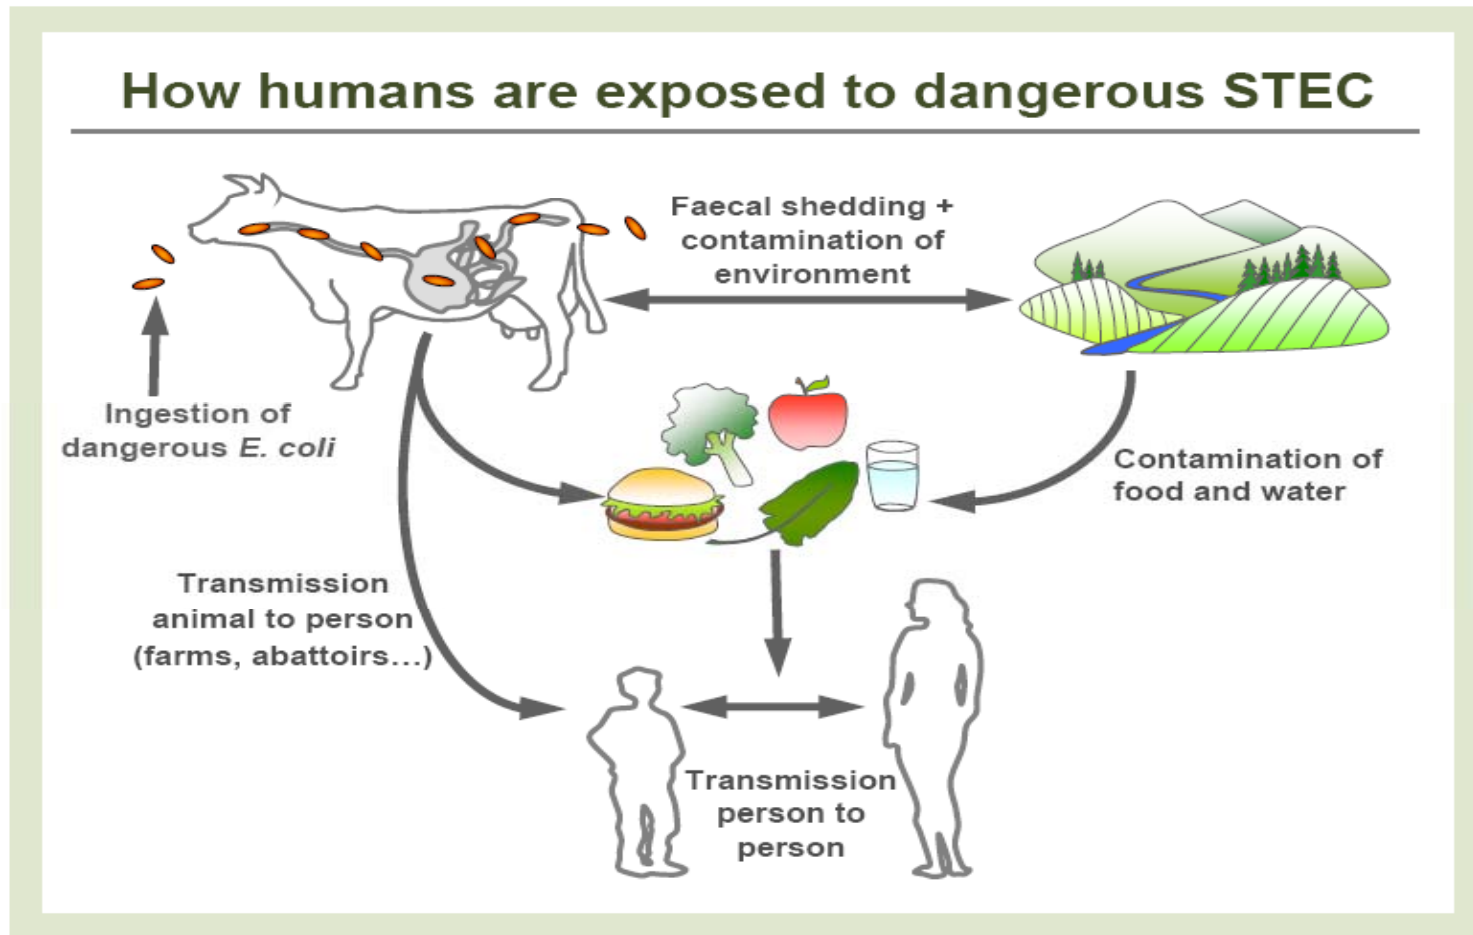 How humans are exposed to dangerous STEC
Faecal shedding +
contamination of
environment
Ingestion of
dangerous E. coli
Contamination of
food and water
Transmission
animal to person
(farms, abattoirs...)
Transmission
person to
person